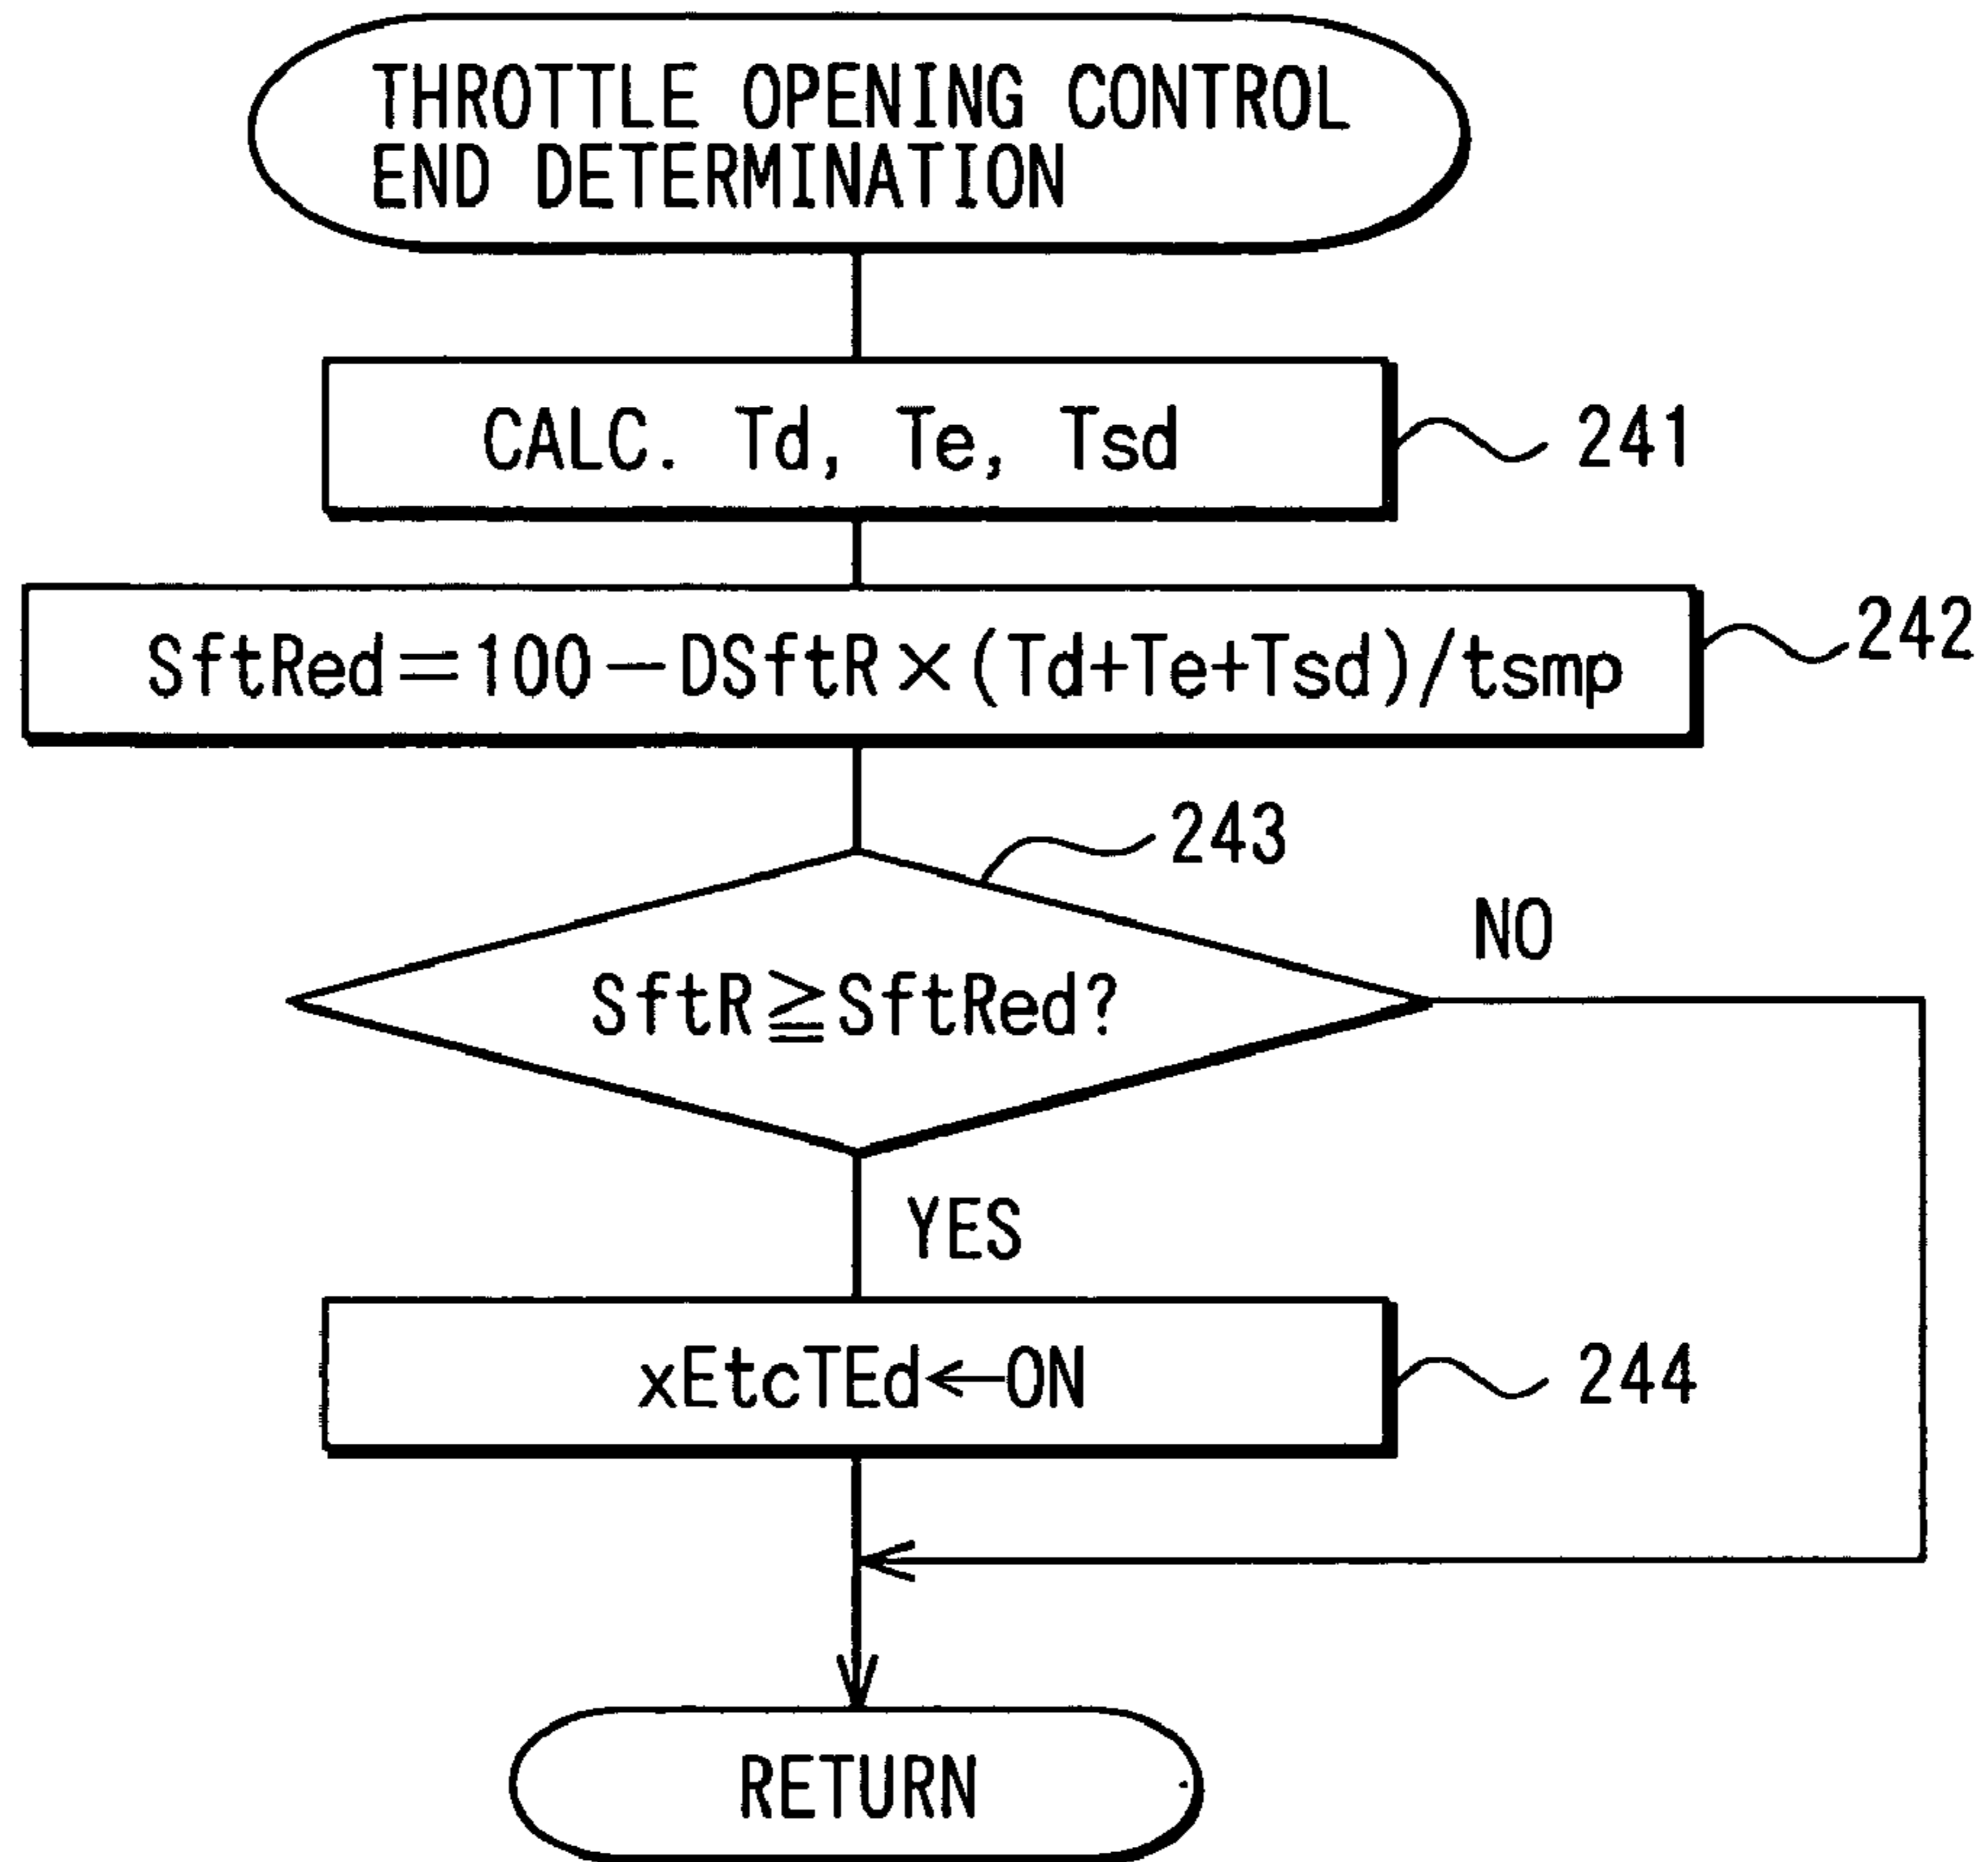 THROTTLE OPENING CONTROL
END DETERMINATION
CALC. Td, Te, Tsd
241
SftRed=100-DSftR×(Td+Te+Tsd)/tsmp
242
243
SftR≧SftRed?
NO
YES
xEtcTEd←ON
244
RETURN